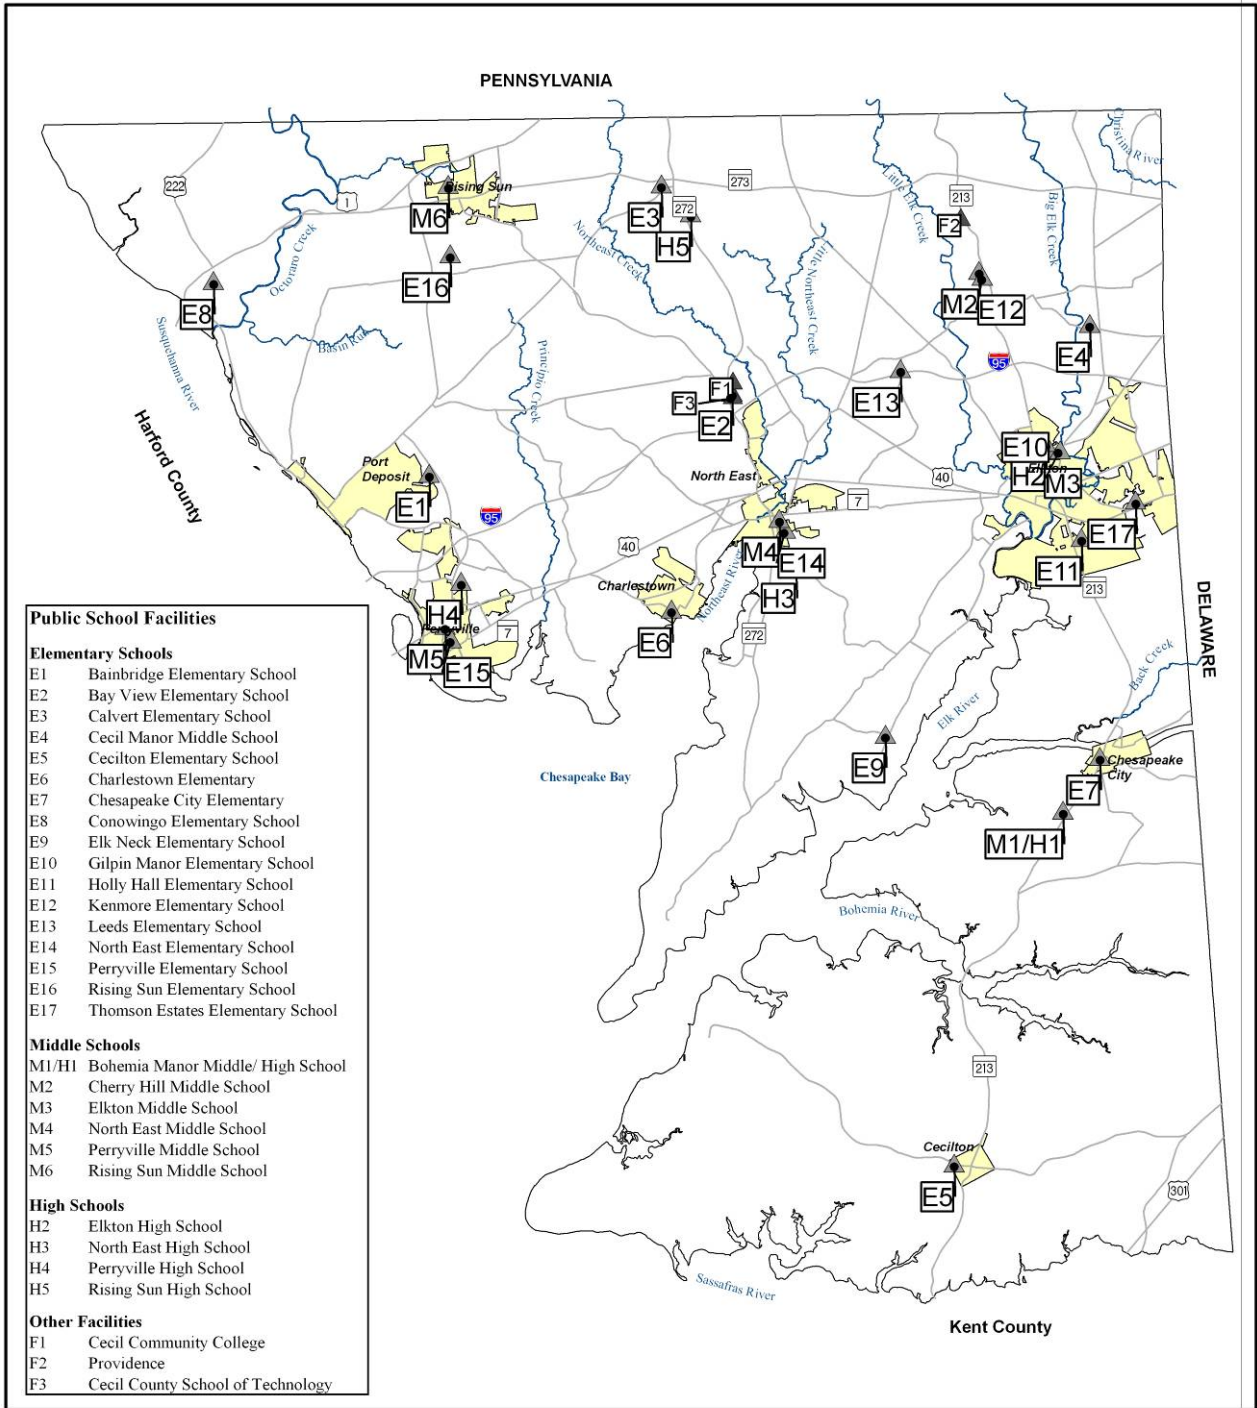 PENNSYLVANIA
Christina River
222
1
Rising Sun
273
M6
E3
272
H5
213
F2
Little Elk Creek
Big Elk Creek
Octoraro Creek
Northeast Creek
Little Northeast Creek
E16
M2
E12
E8
Susquehanna River
Basin Run
Principio Creek
95
E4
F1
F3
E2
E13
Harford County
Port
Deposit
E1
North East
E10
Elkton
H2
M3
40
7
95
E17
M4
E14
H3
40
E11
213
Charlestown
Northeast River
E6
272
H4
Perryville
7
M5
E15
DELAWARE
Back Creek
Elk River
Chesapeake Bay
E9
Chesapeake
City
E7
M1/H1
Bohemia River
213
Cecilton
E5
301
Sassafras River
Kent County
Public School Facilities
Elementary Schools
E1 Bainbridge Elementary School
E2 Bay View Elementary School
E3 Calvert Elementary School
E4 Cecil Manor Middle School
E5 Cecilton Elementary School
E6 Charlestown Elementary
E7 Chesapeake City Elementary
E8 Conowingo Elementary School
E9 Elk Neck Elementary School
E10 Gilpin Manor Elementary School
E11 Holly Hall Elementary School
E12 Kenmore Elementary School
E13 Leeds Elementary School
E14 North East Elementary School
E15 Perryville Elementary School
E16 Rising Sun Elementary School
E17 Thomson Estates Elementary School
Middle Schools
M1/H1 Bohemia Manor Middle/ High School
M2 Cherry Hill Middle School
M3 Elkton Middle School
M4 North East Middle School
M5 Perryville Middle School
M6 Rising Sun Middle School
High Schools
H2 Elkton High School
H3 North East High School
H4 Perryville High School
H5 Rising Sun High School
Other Facilities
F1 Cecil Community College
F2 Providence
F3 Cecil County School of Technology